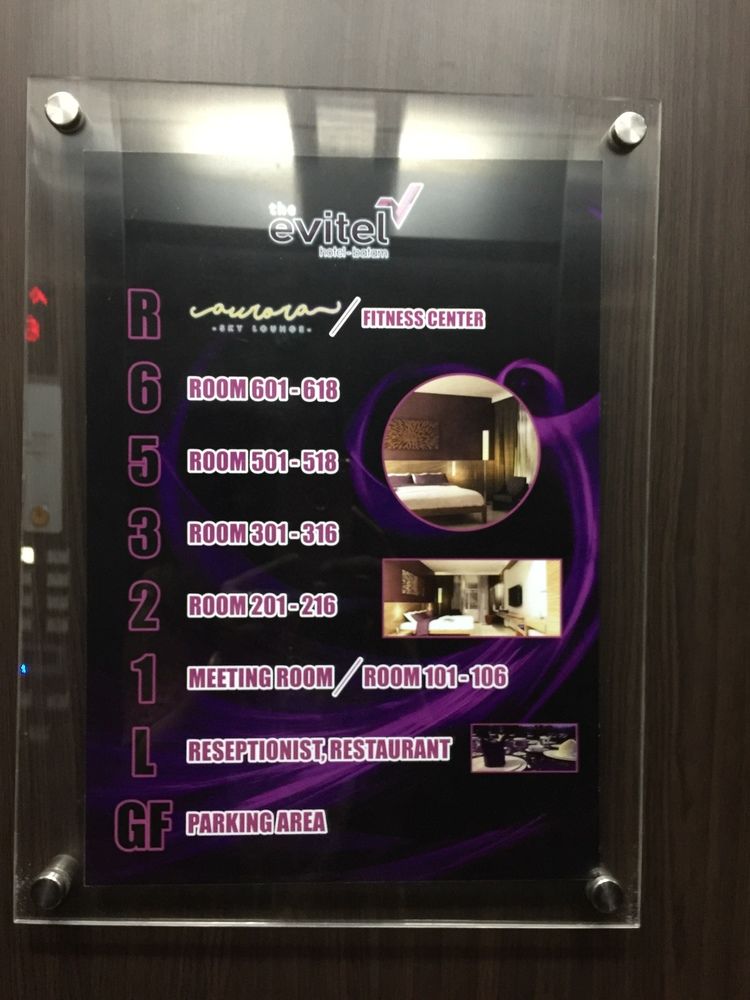 the
evitel
hotel - batam
R aurora / FITNESS CENTER
- SKY LOUNGE -
6 ROOM 601 - 618
5 ROOM 501 - 518
3 ROOM 301 - 316
2 ROOM 201 - 216
1 MEETING ROOM / ROOM 101 - 106
L RESEPTIONIST, RESTAURANT
GF PARKING AREA